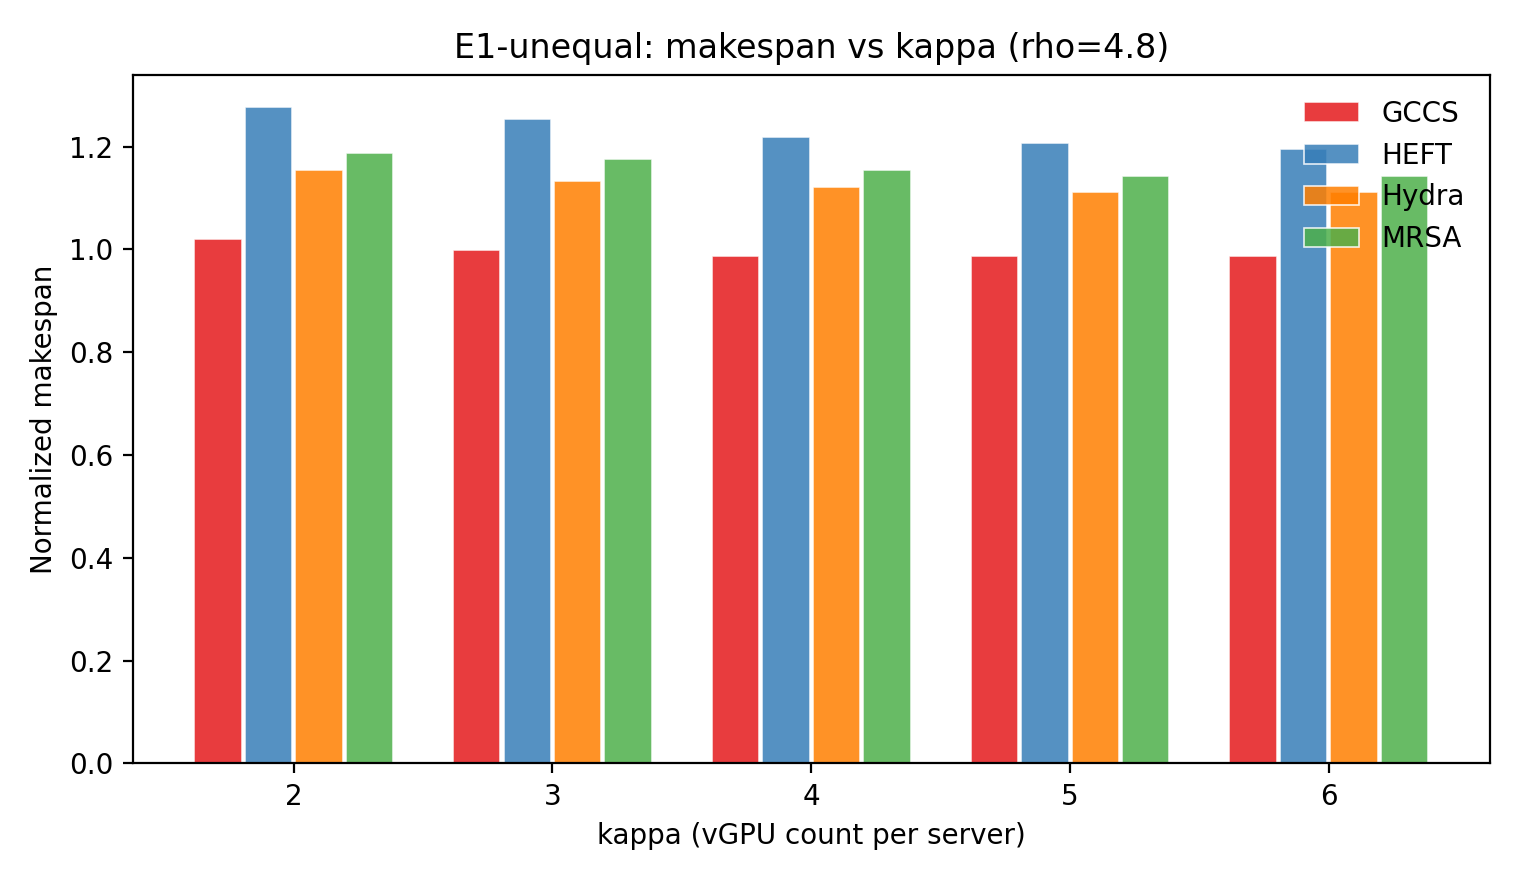 E1-unequal: makespan vs kappa (rho=4.8)
GCCS
HEFT
Hydra
MRSA
Normalized makespan
1.2
1.0
0.8
0.6
0.4
0.2
0.0
2 3 4 5 6
kappa (vGPU count per server)